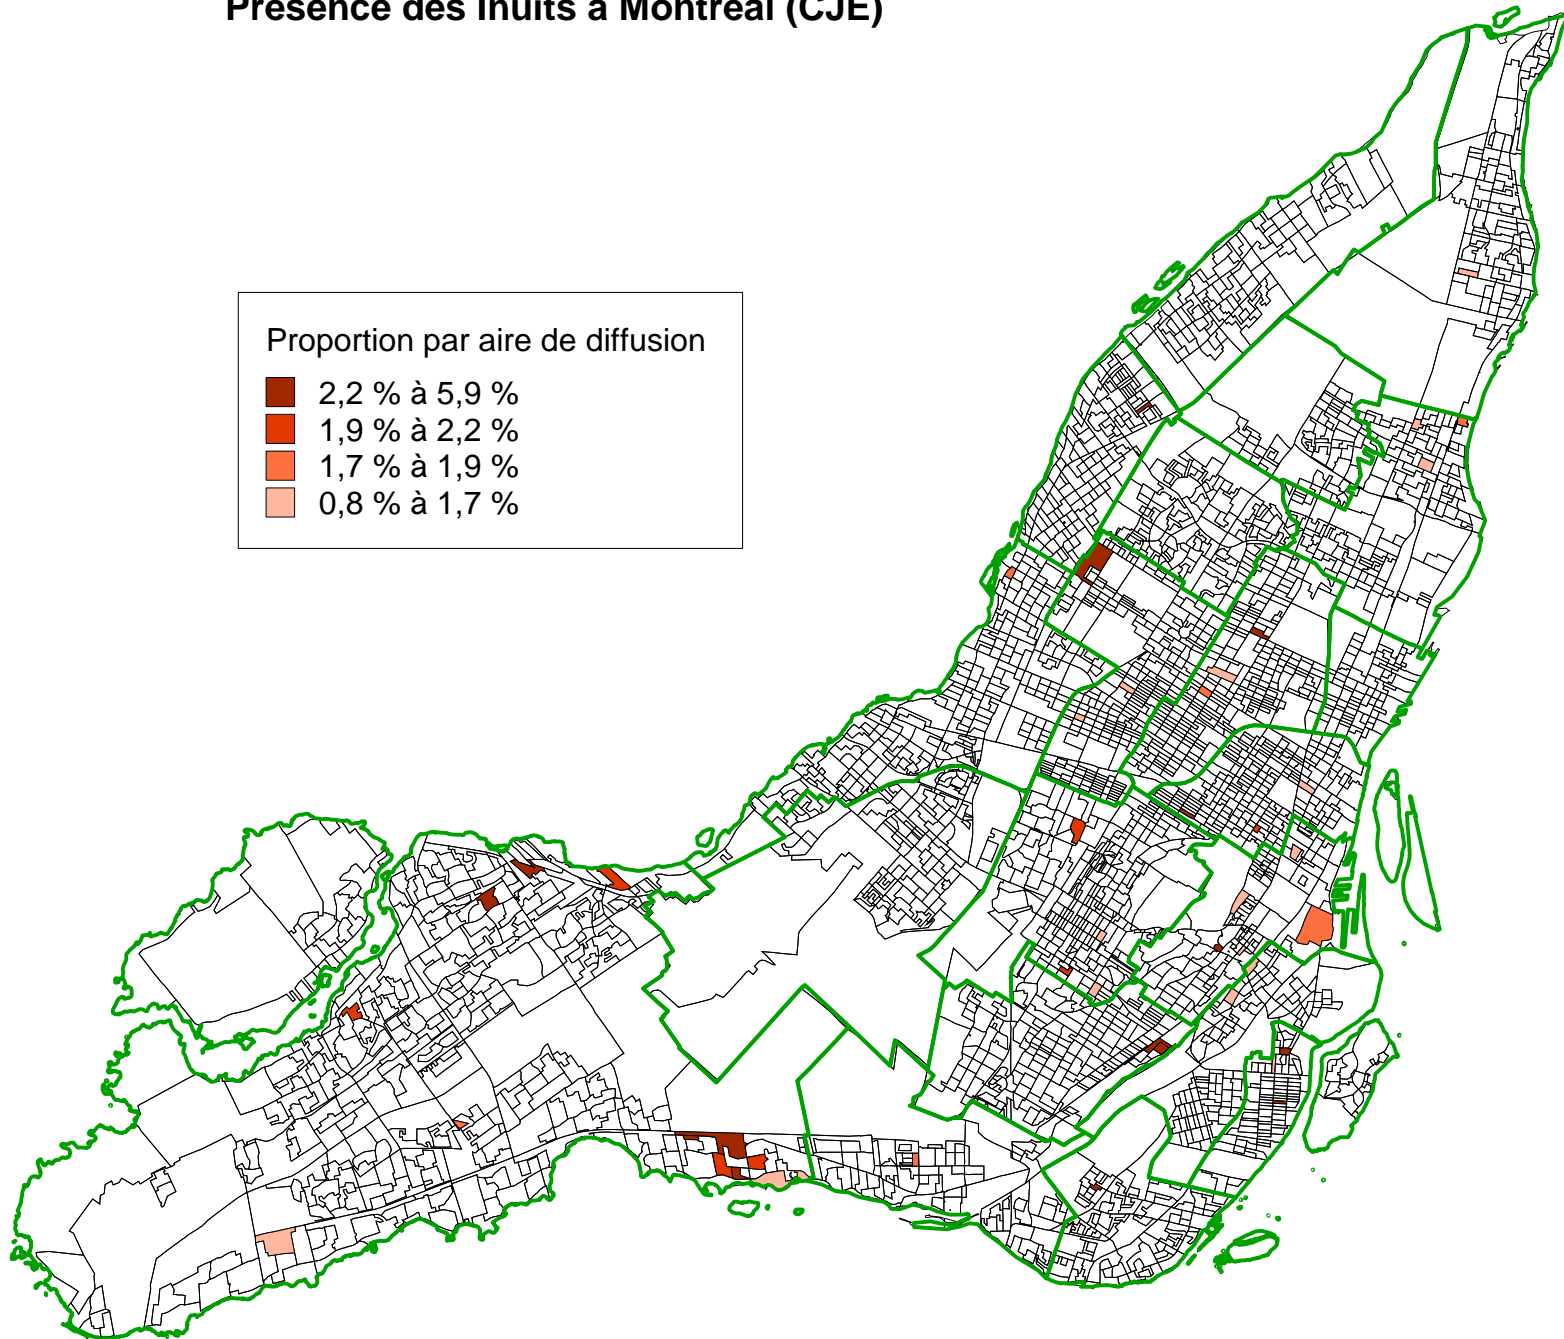 Présence des Inuits à Montréal (CJE)
Proportion par aire de diffusion
2,2 % à 5,9 %
1,9 % à 2,2 %
1,7 % à 1,9 %
0,8 % à 1,7 %